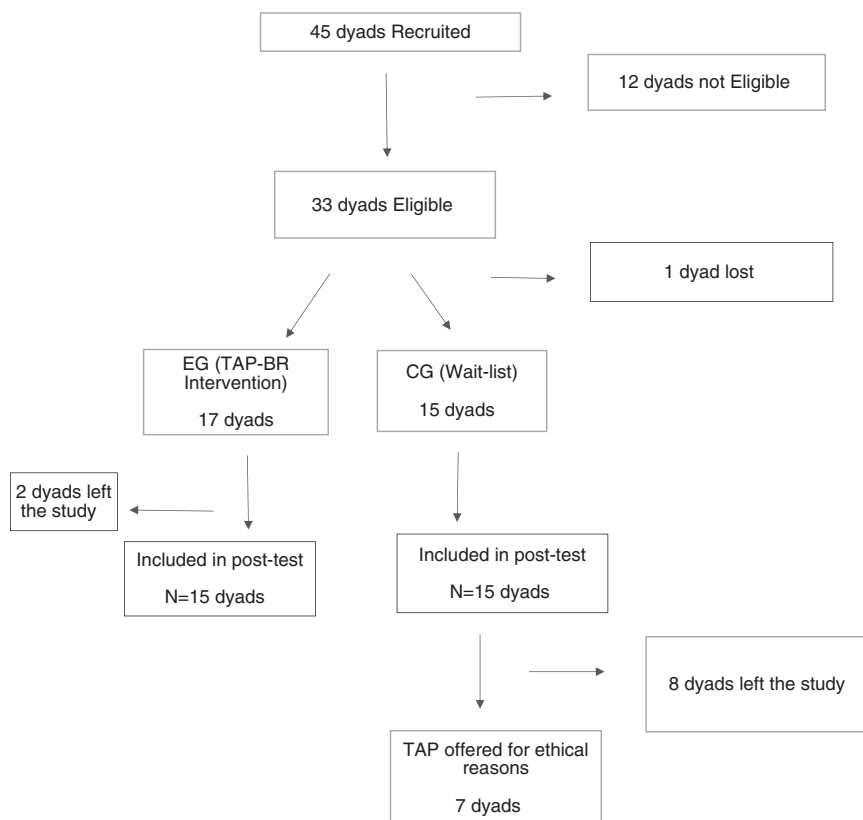 45 dyads Recruited
12 dyads not Eligible
33 dyads Eligible
1 dyad lost
EG (TAP-BR
Intervention)
17 dyads
CG (Wait-list)
15 dyads
2 dyads left
the study
Included in post-test
N=15 dyads
Included in post-test
N=15 dyads
8 dyads left the study
TAP offered for ethical
reasons
7 dyads